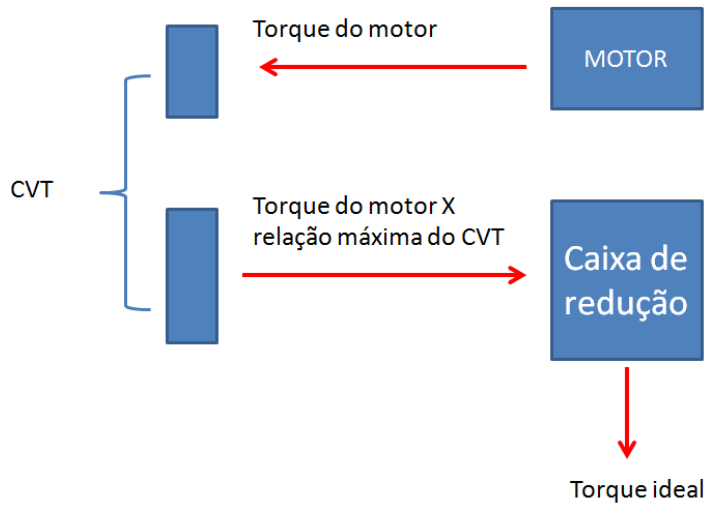 Torque do motor
MOTOR
CVT
Torque do motor X
relação máxima do CVT
Caixa de
redução
Torque ideal